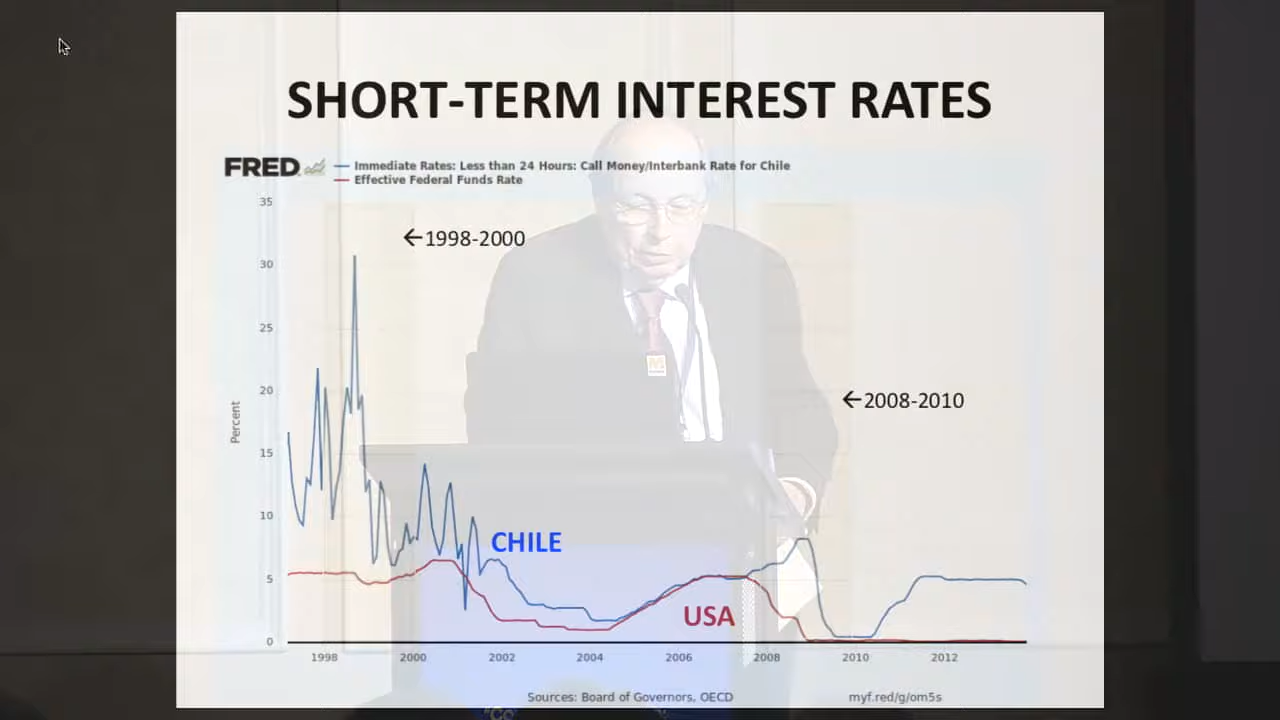 SHORT-TERM INTEREST RATES
FRED
Immediate Rates: Less than 24 Hours: Call Money/Interbank Rate for Chile
Effective Federal Funds Rate
35
←1998-2000
30
25
20
←2008-2010
Percent
15
10
CHILE
5
USA
0
1998 2000 2002 2004 2006 2008 2010 2012
Sources: Board of Governors, OECD myf.red/g/om5s